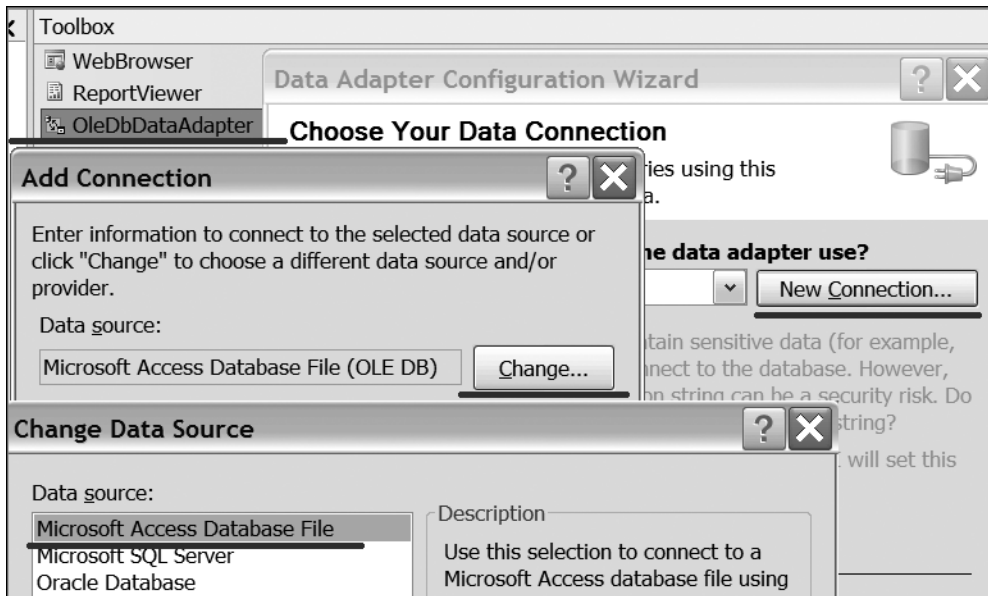 Toolbox
WebBrowser
ReportViewer
OleDbDataAdapter
Data Adapter Configuration Wizard
?
Choose Your Data Connection
ries using this
a.
Add Connection
?
Enter information to connect to the selected data source or
click "Change" to choose a different data source and/or
provider.
Data source:
Microsoft Access Database File (OLE DB)
Change...
ne data adapter use?
New Connection...
tain sensitive data (for example,
nnect to the database. However,
on string can be a security risk. Do
string?
will set this
Change Data Source
?
Data source:
Microsoft Access Database File
Microsoft SQL Server
Oracle Database
Description
Use this selection to connect to a
Microsoft Access database file using